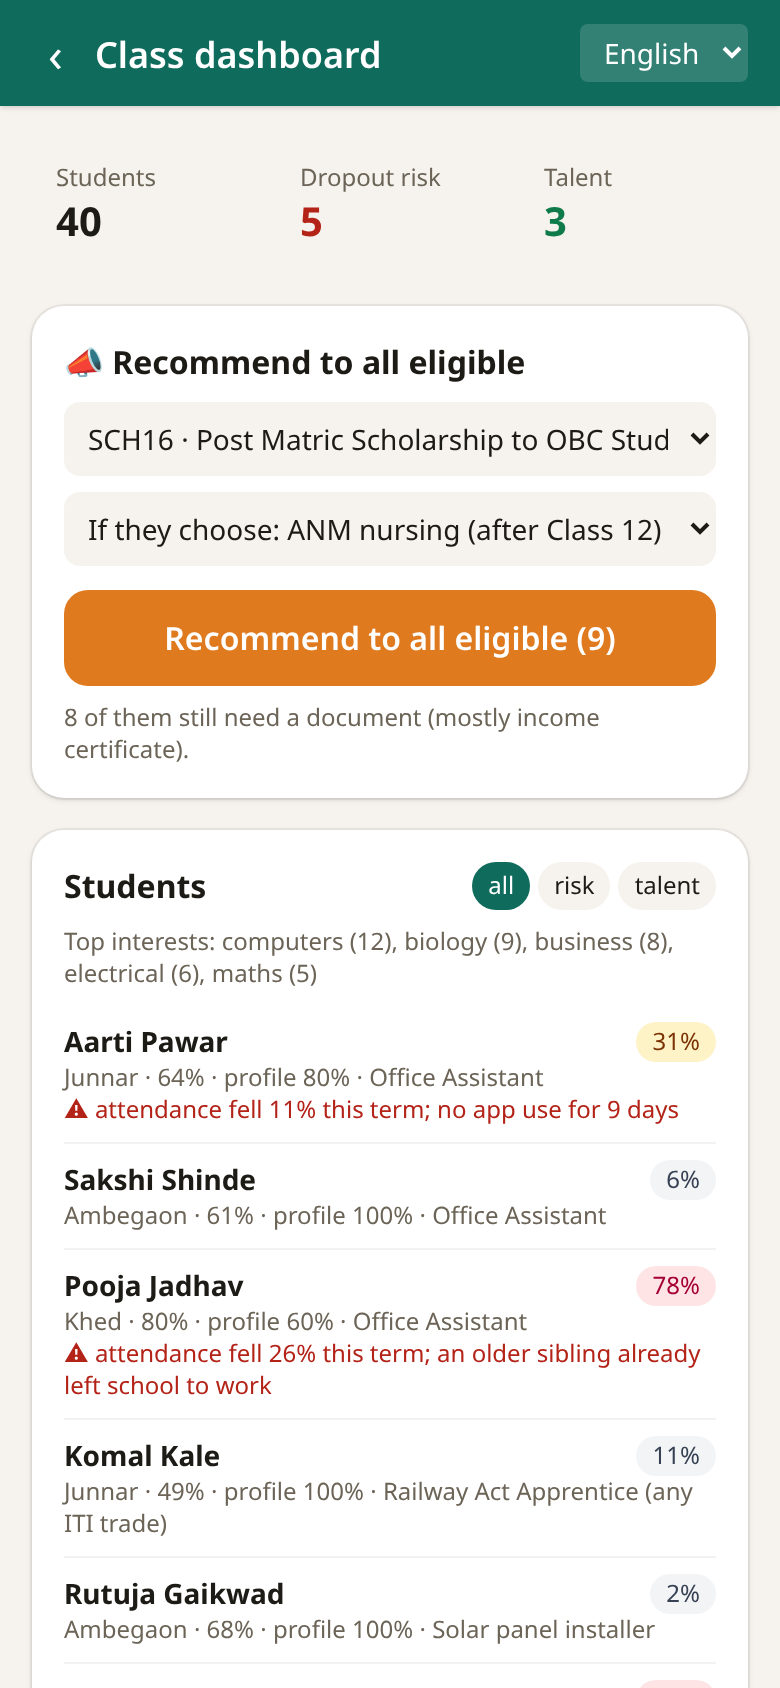 ‹ Class dashboard English
Students Dropout risk Talent
40 5 3
📣 Recommend to all eligible
SCH16 · Post Matric Scholarship to OBC Stud
If they choose: ANM nursing (after Class 12)
Recommend to all eligible (9)
8 of them still need a document (mostly income
certificate).
Students all risk talent
Top interests: computers (12), biology (9), business (8),
electrical (6), maths (5)
Aarti Pawar 31%
Junnar · 64% · profile 80% · Office Assistant
⚠ attendance fell 11% this term; no app use for 9 days
Sakshi Shinde 6%
Ambegaon · 61% · profile 100% · Office Assistant
Pooja Jadhav 78%
Khed · 80% · profile 60% · Office Assistant
⚠ attendance fell 26% this term; an older sibling already
left school to work
Komal Kale 11%
Junnar · 49% · profile 100% · Railway Act Apprentice (any
ITI trade)
Rutuja Gaikwad 2%
Ambegaon · 68% · profile 100% · Solar panel installer